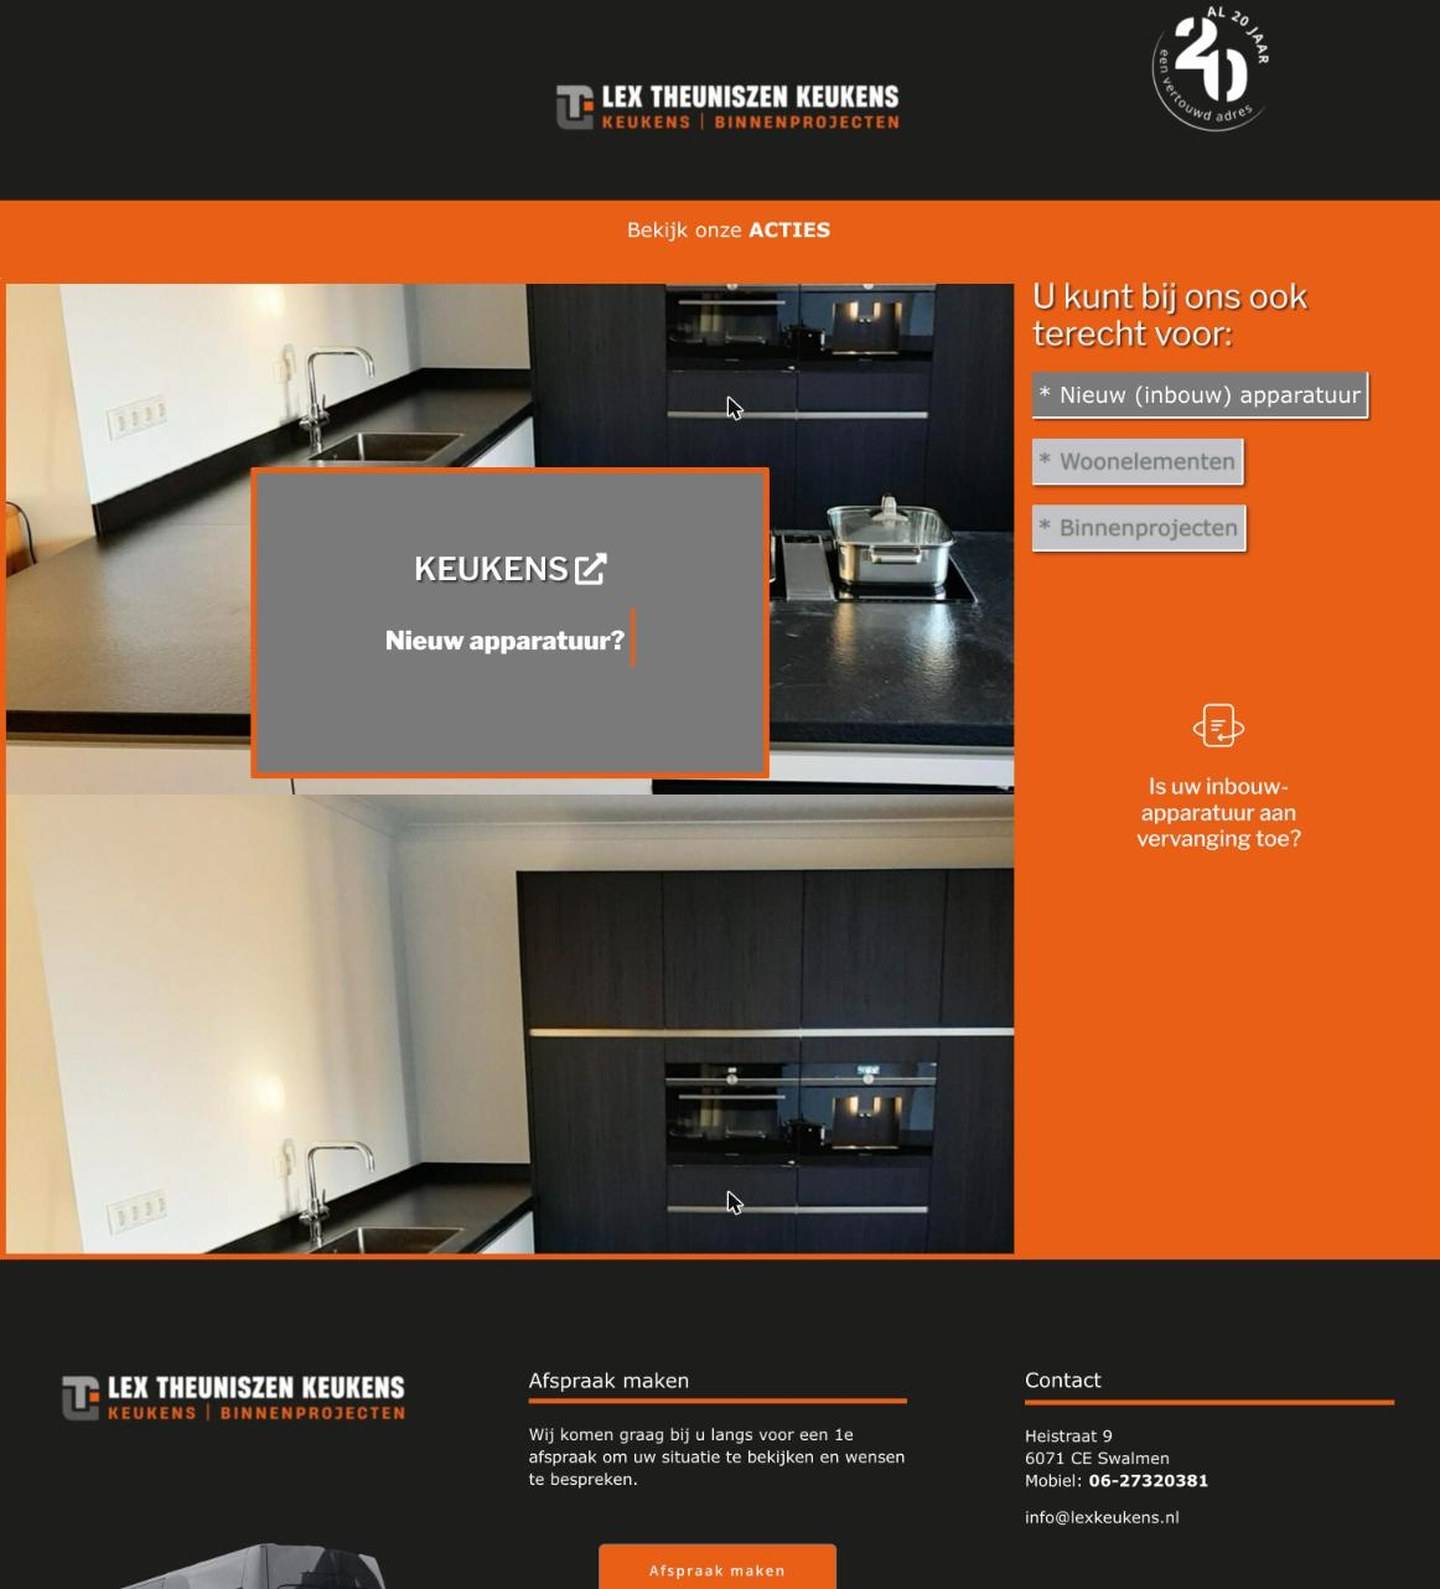 AL 20 JAAR
20
een vertouwd adres
LEX THEUNISZEN KEUKENS
KEUKENS | BINNENPROJECTEN
Bekijk onze ACTIES
U kunt bij ons ook
terecht voor:
* Nieuw (inbouw) apparatuur
* Woonelementen
* Binnenprojecten
KEUKENS
Nieuw apparatuur?
Is uw inbouw-
apparatuur aan
vervanging toe?
LEX THEUNISZEN KEUKENS
KEUKENS | BINNENPROJECTEN
Afspraak maken
Wij komen graag bij u langs voor een 1e
afspraak om uw situatie te bekijken en wensen
te bespreken.
Afspraak maken
Contact
Heistraat 9
6071 CE Swalmen
Mobiel: 06-27320381
info@lexkeukens.nl